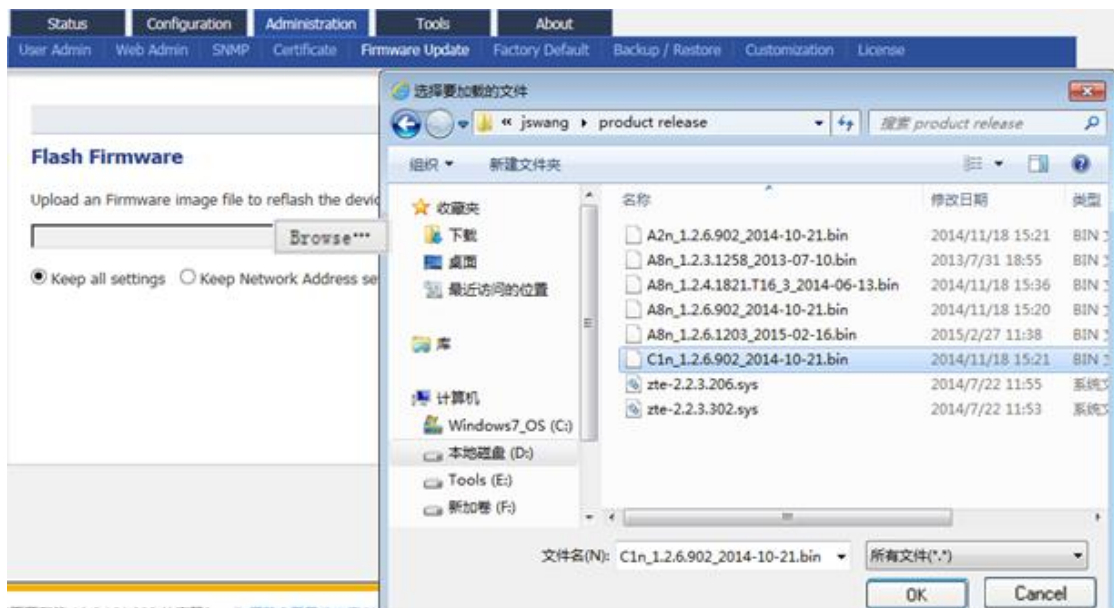 Status Configuration Administration Tools About
User Admin Web Admin SNMP Certificate Firmware Update Factory Default Backup / Restore Customization License
Flash Firmware
Upload an Firmware image file to reflash the devic
Browse...
Keep all settings Keep Network Address se
选择要加载的文件
« jswang ▸ product release
搜索 product release
组织 新建文件夹
收藏夹
下载
桌面
最近访问的位置
库
计算机
Windows7_OS (C:)
本地磁盘 (D:)
Tools (E:)
新加卷 (F:)
名称 修改日期 类型
A2n_1.2.6.902_2014-10-21.bin 2014/11/18 15:21 BIN
A8n_1.2.3.1258_2013-07-10.bin 2013/7/31 18:55 BIN
A8n_1.2.4.1821.T16_3_2014-06-13.bin 2014/11/18 15:36 BIN
A8n_1.2.6.902_2014-10-21.bin 2014/11/18 15:20 BIN
A8n_1.2.6.1203_2015-02-16.bin 2015/2/27 11:38 BIN
C1n_1.2.6.902_2014-10-21.bin 2014/11/18 15:21 BIN
zte-2.2.3.206.sys 2014/7/22 11:55 系统
zte-2.2.3.302.sys 2014/7/22 11:53 系统
文件名(N): C1n_1.2.6.902_2014-10-21.bin 所有文件(*.*)
OK Cancel